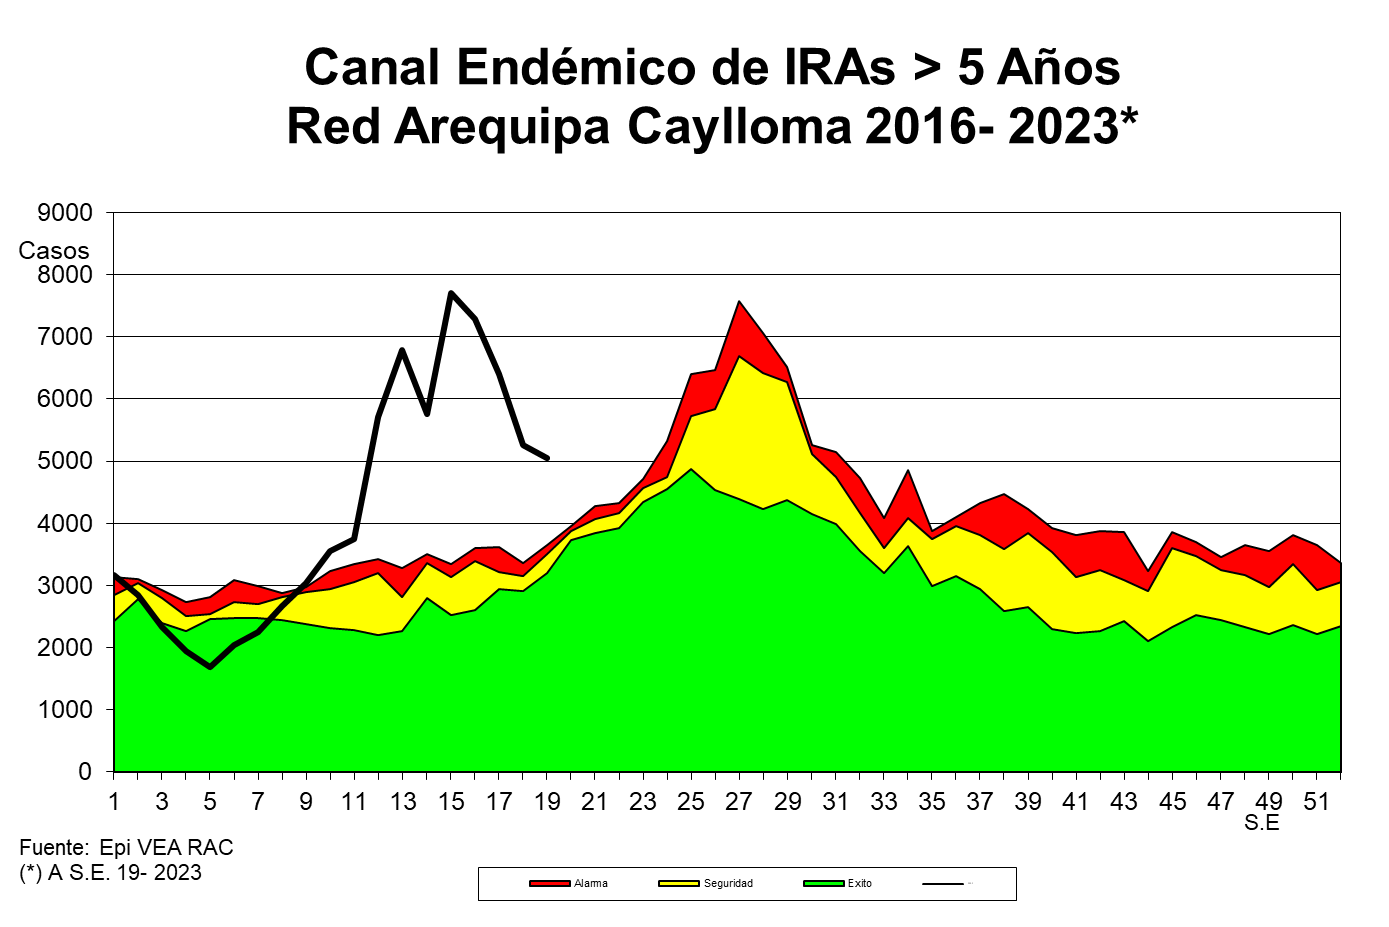 Canal Endémico de IRAs > 5 Años
Red Arequipa Caylloma 2016- 2023*
9000
Casos
8000
7000
6000
5000
4000
3000
2000
1000
0
1 3 5 7 9 11 13 15 17 19 21 23 25 27 29 31 33 35 37 39 41 43 45 47 49 51
S.E
Fuente: Epi VEA RAC
(*) A S.E. 19- 2023
Alarma Seguridad Exito